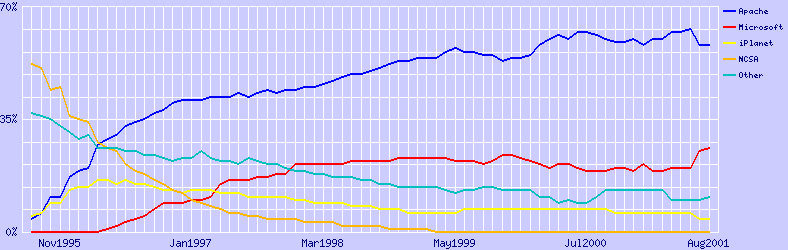 70%
Apache
Microsoft
iPlanet
NCSA
Other
35%
0%
Nov1995 Jan1997 Mar1998 May1999 Jul2000 Aug2001